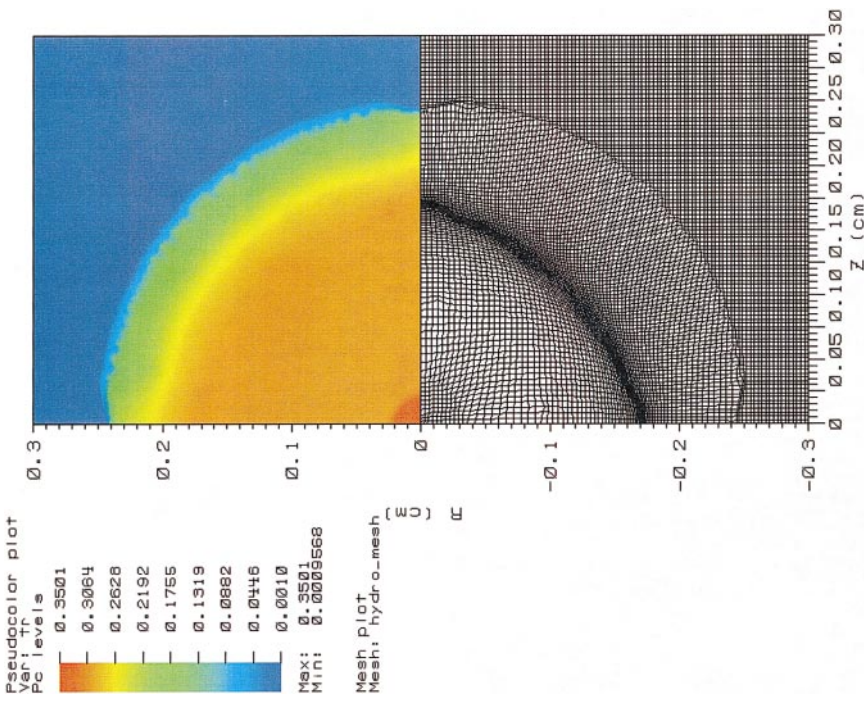 Pseudocolor plot
Var: tr
Pc levels
0.3501
0.3064
0.2628
0.2192
0.1755
0.1319
0.0882
0.0446
0.0010
Max: 0.3501
Min: 0.0009568
Mesh plot
Mesh: hydro_mesh
0.3
0.2
0.1
0
-0.1
-0.2
-0.3
R (cm)
0
0.05
0.10
0.15
0.20
0.25
0.30
Z (cm)